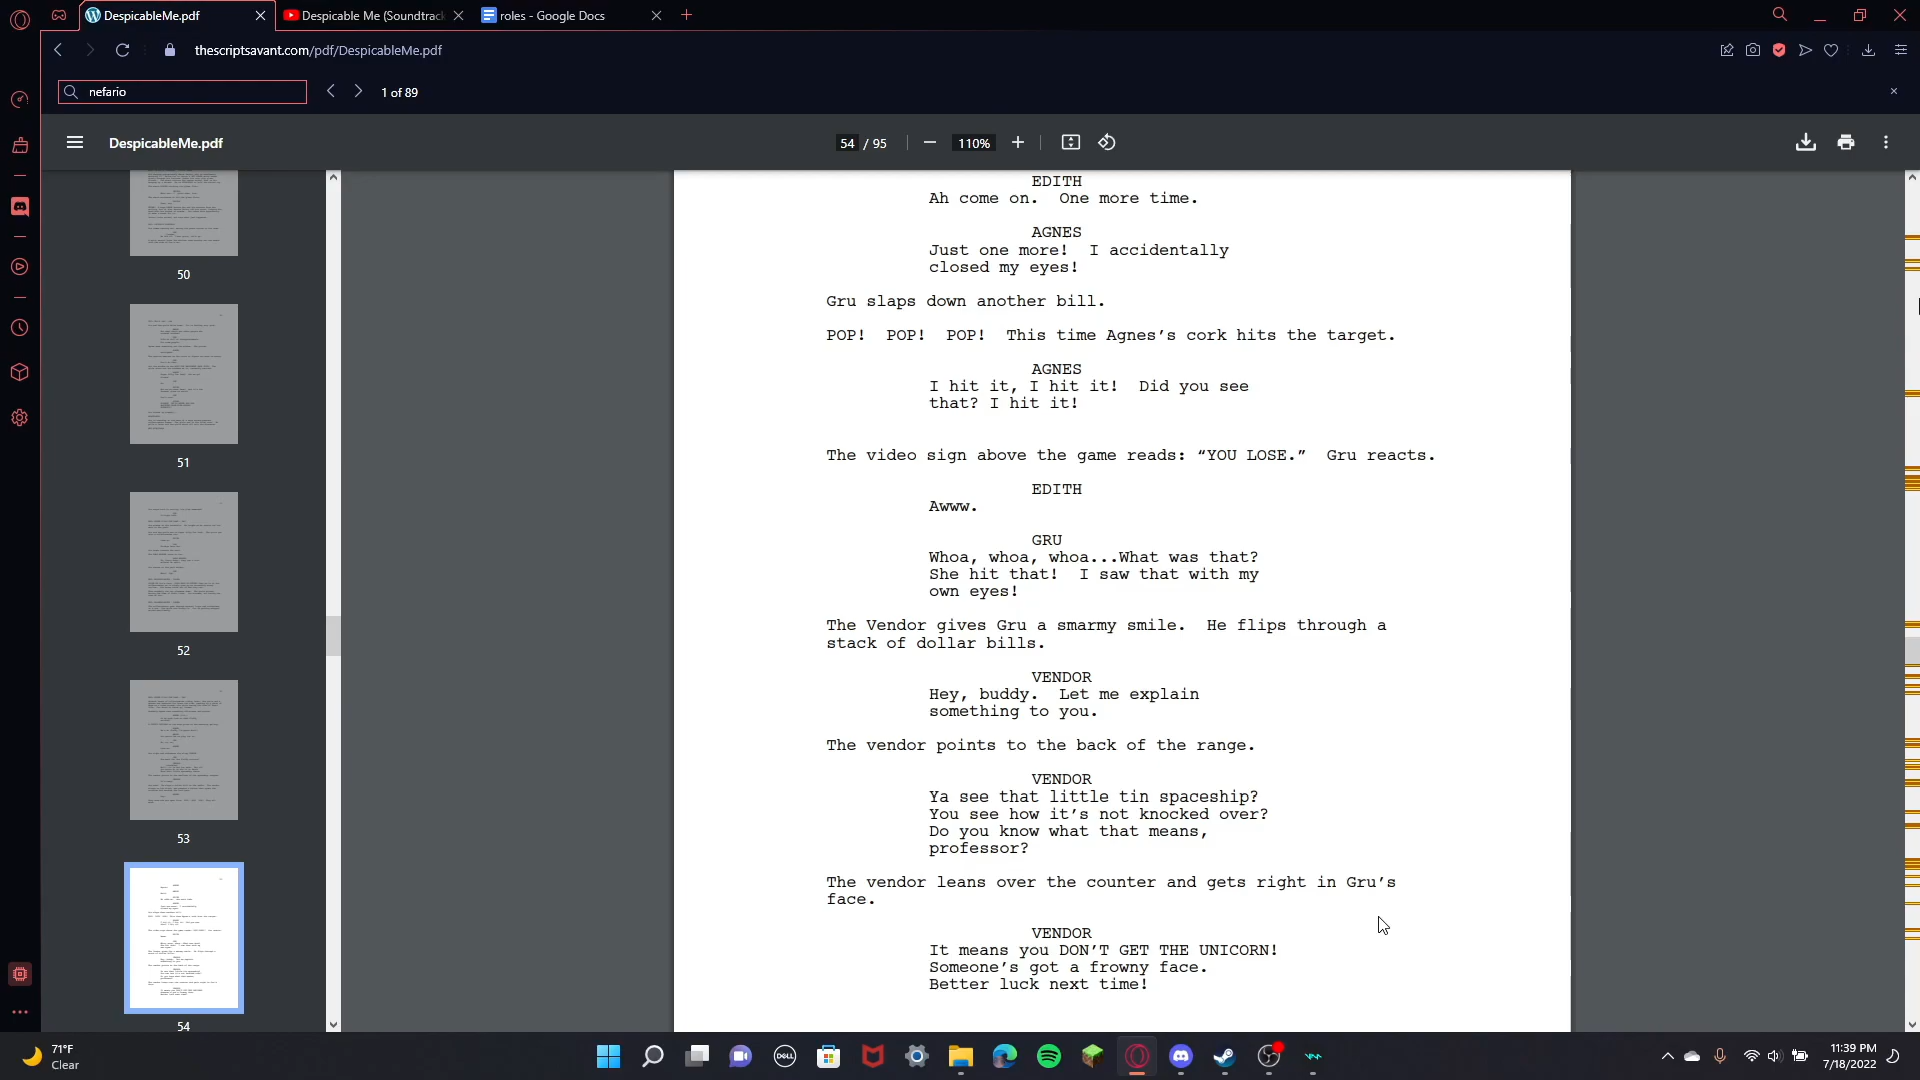 DespicableMe.pdf
Despicable Me (Soundtrac
roles - Google Docs
thescriptsavant.com/pdf/DespicableMe.pdf
nefario
1 of 89
DespicableMe.pdf
54 / 95
110%
50
51
52
53
54
EDITH
Ah come on. One more time.
AGNES
Just one more! I accidentally
closed my eyes!
Gru slaps down another bill.
POP! POP! POP! This time Agnes’s cork hits the target.
AGNES
I hit it, I hit it! Did you see
that? I hit it!
The video sign above the game reads: “YOU LOSE.” Gru reacts.
EDITH
Awww.
GRU
Whoa, whoa, whoa...What was that?
She hit that! I saw that with my
own eyes!
The Vendor gives Gru a smarmy smile. He flips through a
stack of dollar bills.
VENDOR
Hey, buddy. Let me explain
something to you.
The vendor points to the back of the range.
VENDOR
Ya see that little tin spaceship?
You see how it’s not knocked over?
Do you know what that means,
professor?
The vendor leans over the counter and gets right in Gru’s
face.
VENDOR
It means you DON’T GET THE UNICORN!
Someone’s got a frowny face.
Better luck next time!
71°F
Clear
DELL
11:39 PM
7/18/2022